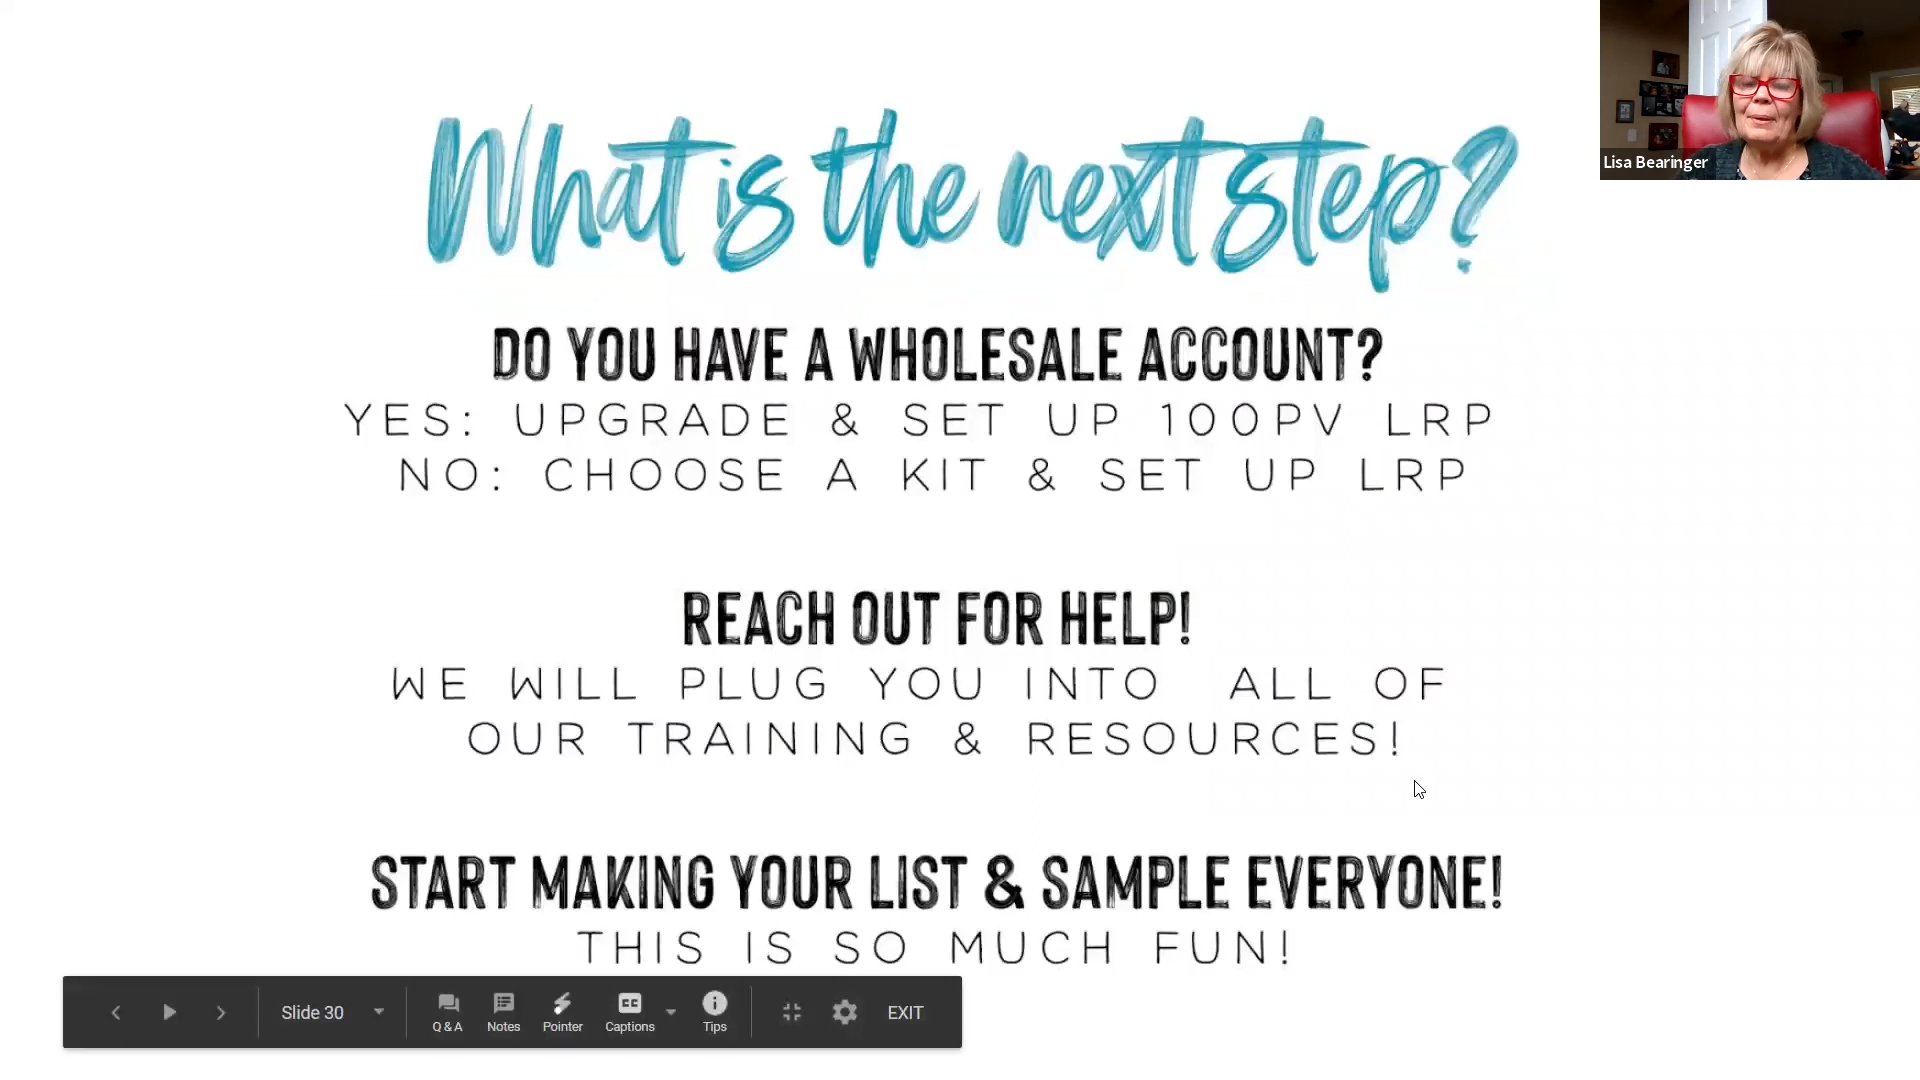 What is the next step?
Lisa Bearinger
DO YOU HAVE A WHOLESALE ACCOUNT?
YES: UPGRADE & SET UP 100PV LRP
NO: CHOOSE A KIT & SET UP LRP
REACH OUT FOR HELP!
WE WILL PLUG YOU INTO ALL OF
OUR TRAINING & RESOURCES!
START MAKING YOUR LIST & SAMPLE EVERYONE!
THIS IS SO MUCH FUN!
Slide 30 Q & A Notes Pointer CC Captions Tips EXIT